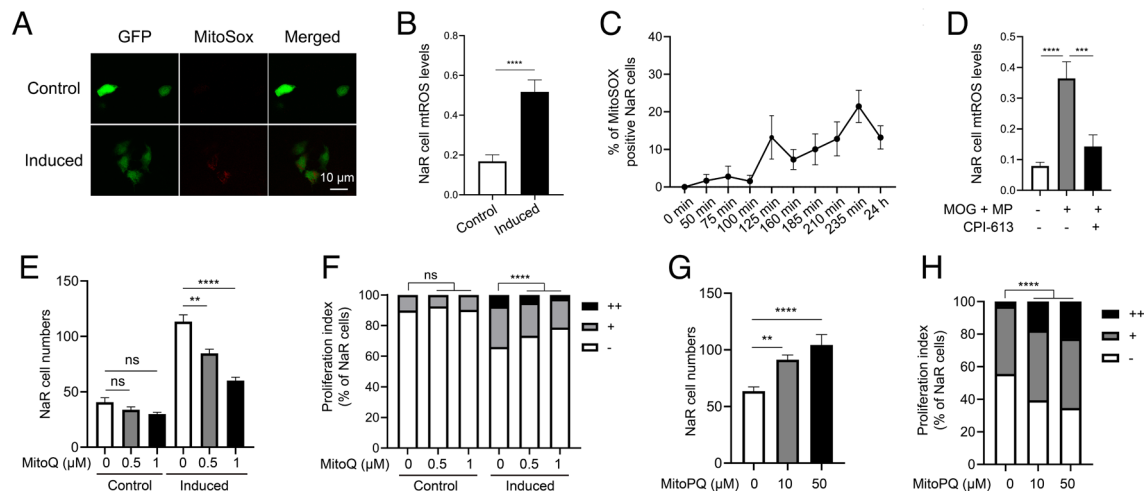 A
GFP MitoSox Merged
Control
Induced
10 μm
B
NaR cell mtROS levels
0.8
0.6
0.4
0.2
0.0
****
Control
Induced
C
% of MitoSOX
positive NaR cells
40
30
20
10
0
0 min
50 min
75 min
100 min
125 min
160 min
185 min
210 min
235 min
24 h
D
NaR cell mtROS levels
0.5
0.4
0.3
0.2
0.1
0.0
**** ***
MOG + MP - + +
CPI-613 - - +
E
NaR cell numbers
150
100
50
0
ns
ns
****
**
MitoQ (μM) 0 0.5 1 0 0.5 1
Control Induced
F
Proliferation index
(% of NaR cells)
100
80
60
40
20
0
ns ****
++
+
-
MitoQ (μM) 0 0.5 1 0 0.5 1
Control Induced
G
NaR cell numbers
150
100
50
0
****
**
MitoPQ (μM) 0 10 50
H
Proliferation index
(% of NaR cells)
100
80
60
40
20
0
****
++
+
-
MitoPQ (μM) 0 10 50